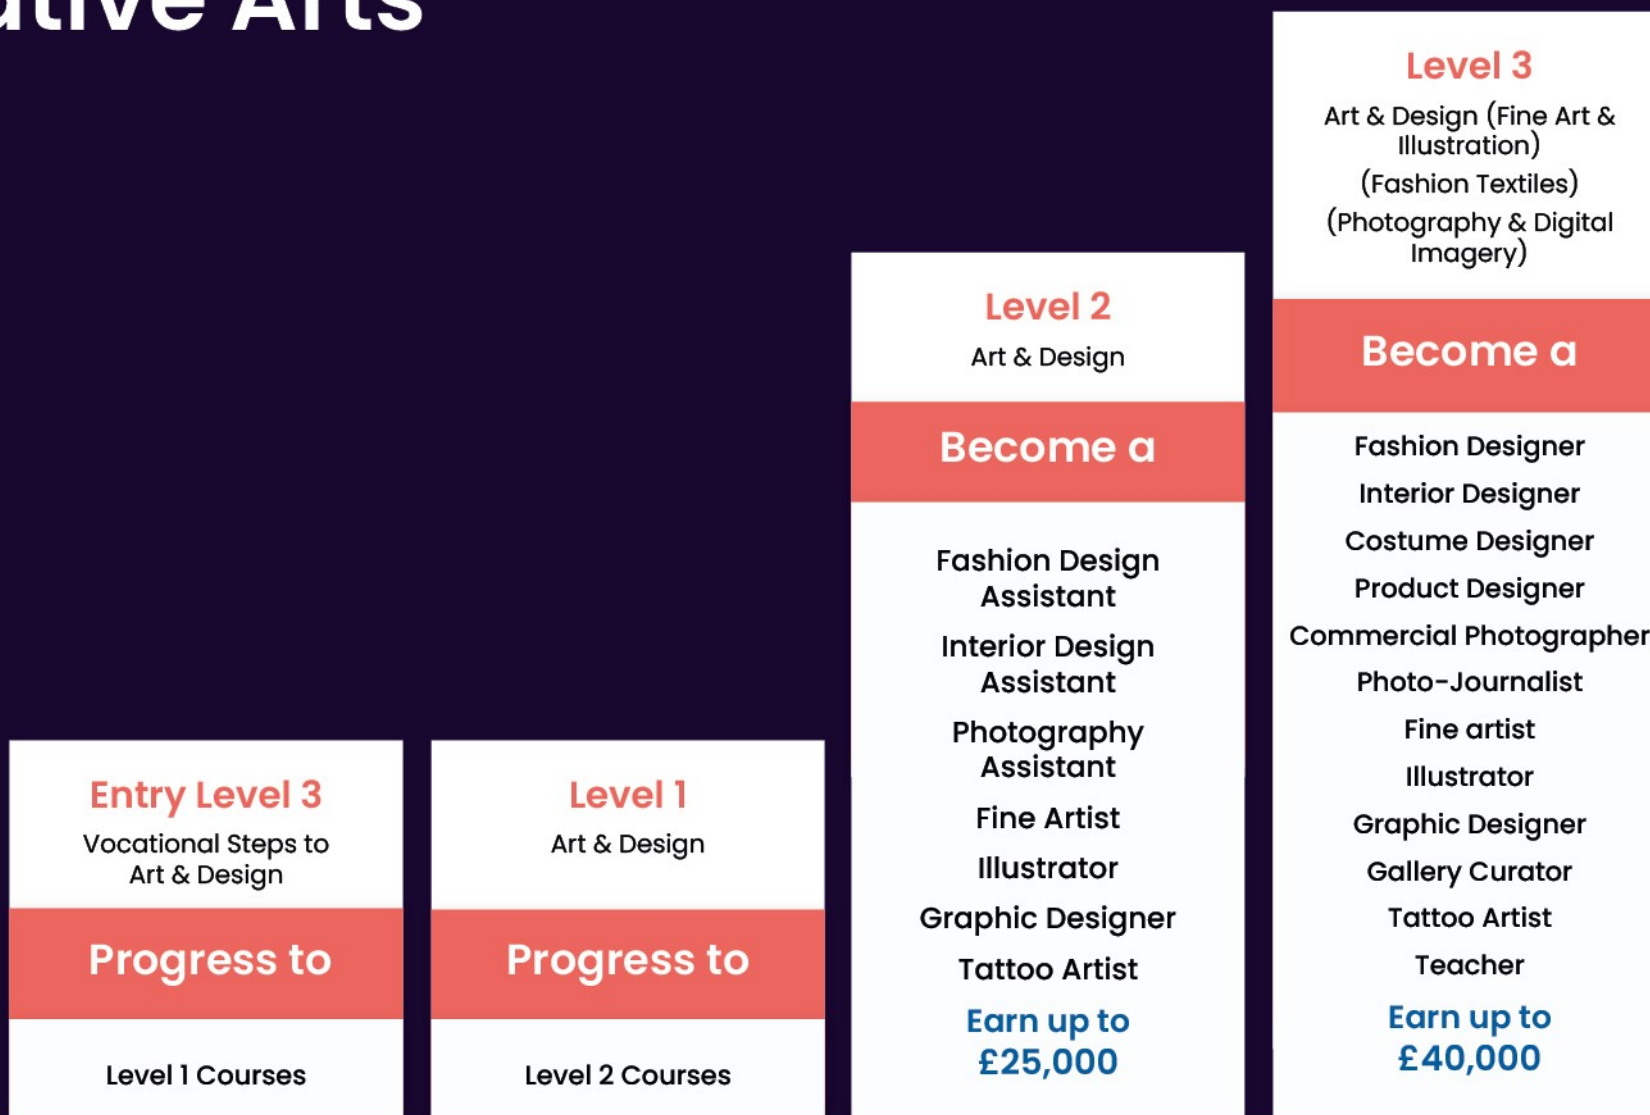 ative Arts
Entry Level 3
Vocational Steps to
Art & Design
Progress to
Level 1 Courses
Level 1
Art & Design
Progress to
Level 2 Courses
Level 2
Art & Design
Become a
Fashion Design
Assistant
Interior Design
Assistant
Photography
Assistant
Fine Artist
Illustrator
Graphic Designer
Tattoo Artist
Earn up to
£25,000
Level 3
Art & Design (Fine Art &
Illustration)
(Fashion Textiles)
(Photography & Digital
Imagery)
Become a
Fashion Designer
Interior Designer
Costume Designer
Product Designer
Commercial Photographer
Photo-Journalist
Fine artist
Illustrator
Graphic Designer
Gallery Curator
Tattoo Artist
Teacher
Earn up to
£40,000